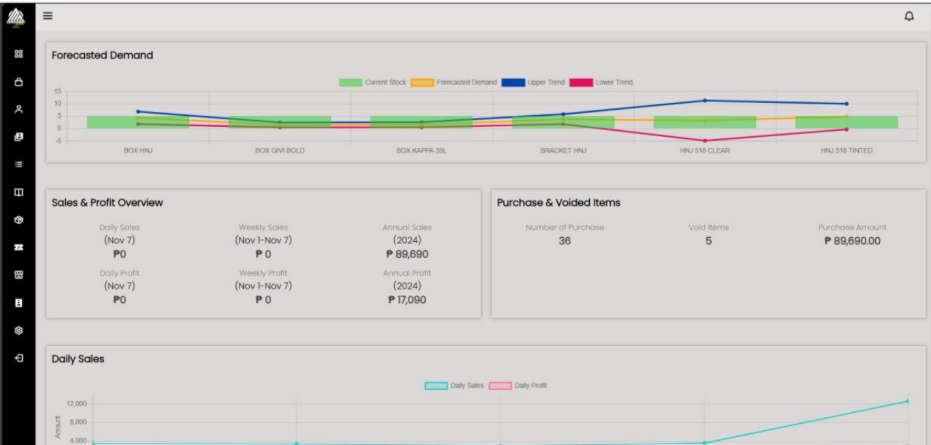 Forecasted Demand
Current Stock Forecasted Demand Upper Trend Lower Trend
15
10
5
0
-5
BOX HNJ BOX GIVI BOLD BOX KAPPA 39L BRACKET HNJ HNJ 516 CLEAR HNJ 516 TINTED
Sales & Profit Overview
Daily Sales Weekly Sales Annual Sales
(Nov 7) (Nov 1-Nov 7) (2024)
₱0 ₱ 0 ₱ 89,690
Daily Profit Weekly Profit Annual Profit
(Nov 7) (Nov 1-Nov 7) (2024)
₱0 ₱ 0 ₱ 17,090
Purchase & Voided Items
Number of Purchase Void Items Purchase Amount
36 5 ₱ 89,690.00
Daily Sales
Daily Sales Daily Profit
12,000
8,000
4,000
Amount